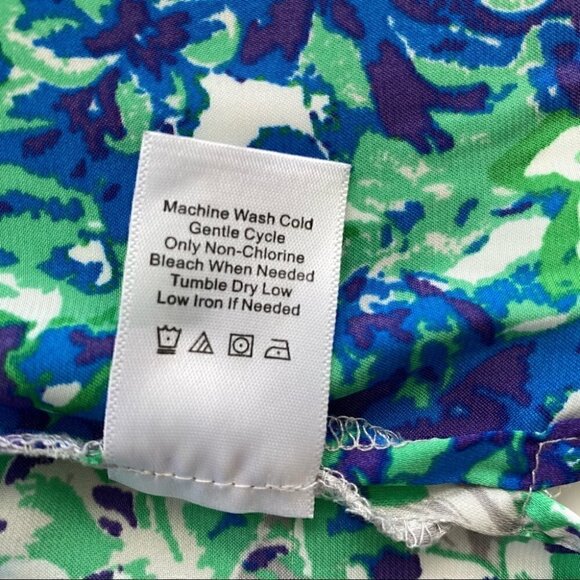 Machine Wash Cold
Gentle Cycle
Only Non-Chlorine
Bleach When Needed
Tumble Dry Low
Low Iron If Needed